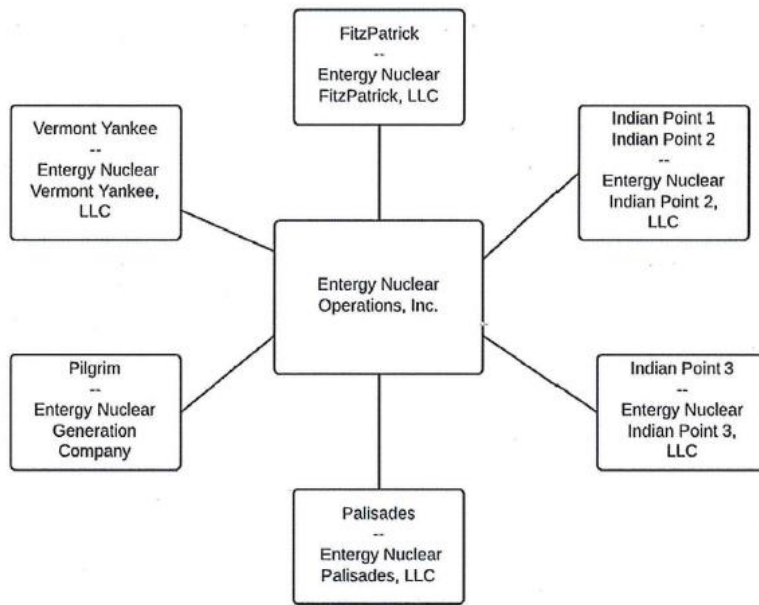 FitzPatrick
--
Entergy Nuclear
FitzPatrick, LLC
Vermont Yankee
--
Entergy Nuclear
Vermont Yankee,
LLC
Indian Point 1
Indian Point 2
--
Entergy Nuclear
Indian Point 2,
LLC
Entergy Nuclear
Operations, Inc.
Pilgrim
--
Entergy Nuclear
Generation
Company
Indian Point 3
--
Entergy Nuclear
Indian Point 3,
LLC
Palisades
--
Entergy Nuclear
Palisades, LLC